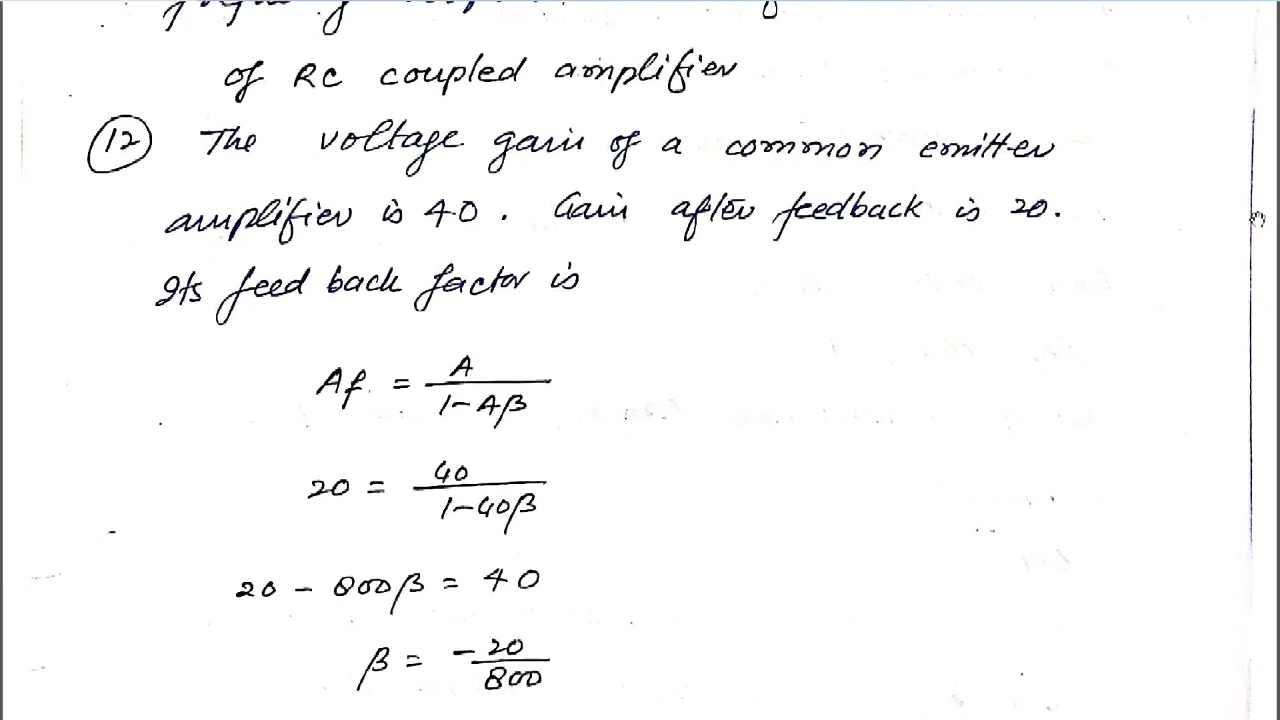 of RC coupled amplifier
(12) The voltage gain of a common emitter
amplifier is 40. Gain after feedback is 20.
Its feed back factor is
Af. = A / 1-Aβ
20 = 40 / 1-40β
20 - 800β = 40
β = -20 / 800